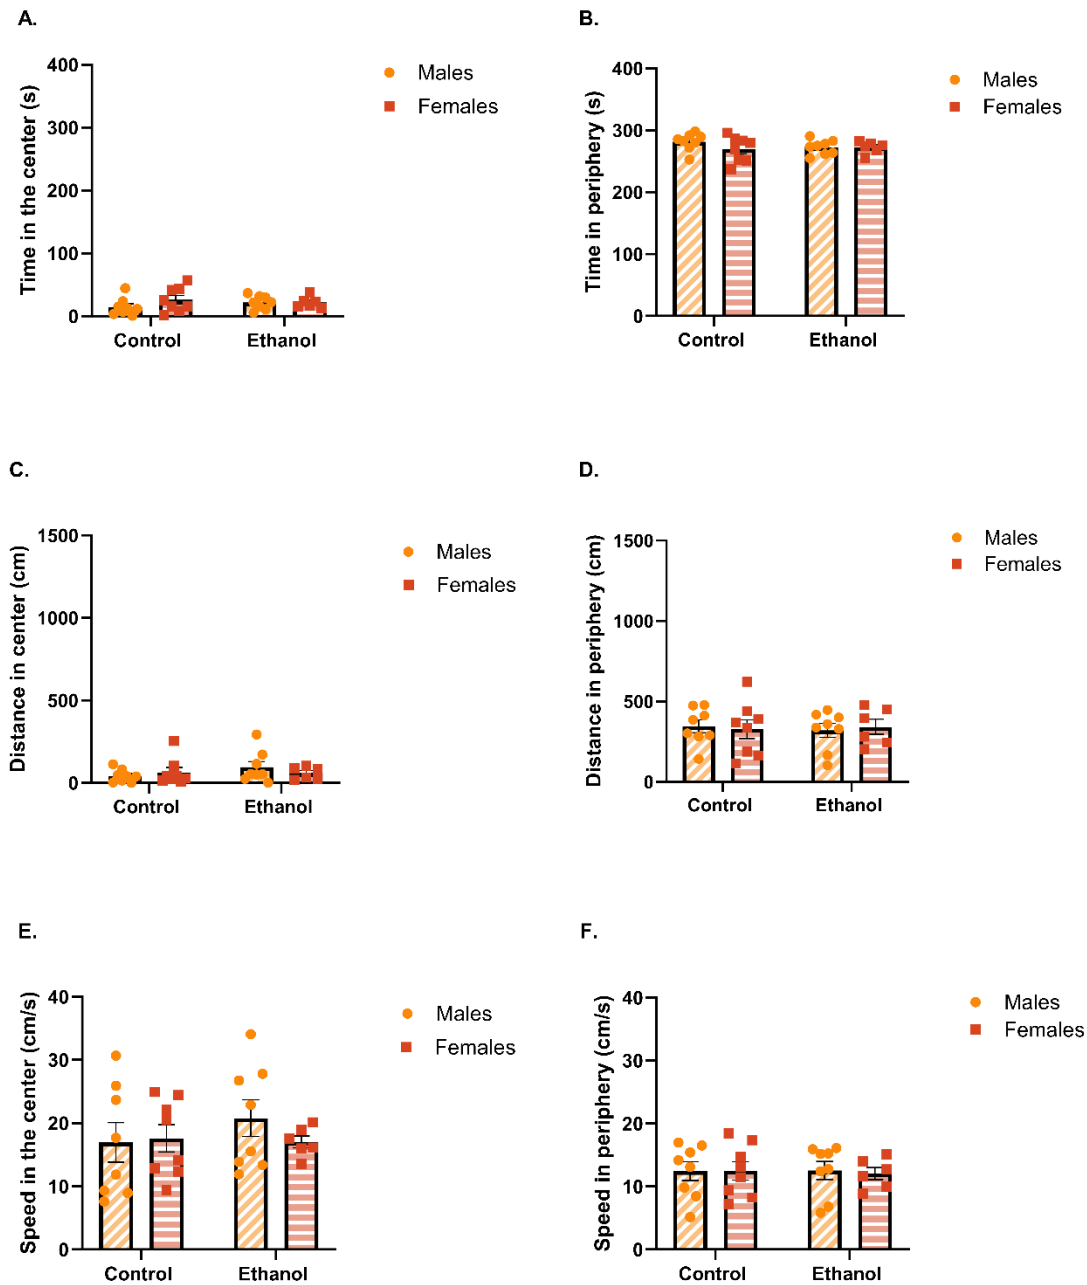 A.
Time in the center (s)
400
300
200
100
0
Control
Ethanol
Males
Females
B.
Time in periphery (s)
400
300
200
100
0
Control
Ethanol
Males
Females
C.
Distance in center (cm)
1500
1000
500
0
Control
Ethanol
Males
Females
D.
Distance in periphery (cm)
1500
1000
500
0
Control
Ethanol
Males
Females
E.
Speed in the center (cm/s)
40
30
20
10
0
Control
Ethanol
Males
Females
F.
Speed in periphery (cm/s)
40
30
20
10
0
Control
Ethanol
Males
Females